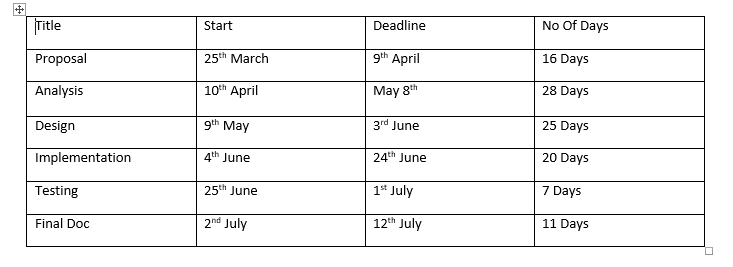 Title Start Deadline No Of Days
Proposal 25th March 9th April 16 Days
Analysis 10th April May 8th 28 Days
Design 9th May 3rd June 25 Days
Implementation 4th June 24th June 20 Days
Testing 25th June 1st July 7 Days
Final Doc 2nd July 12th July 11 Days